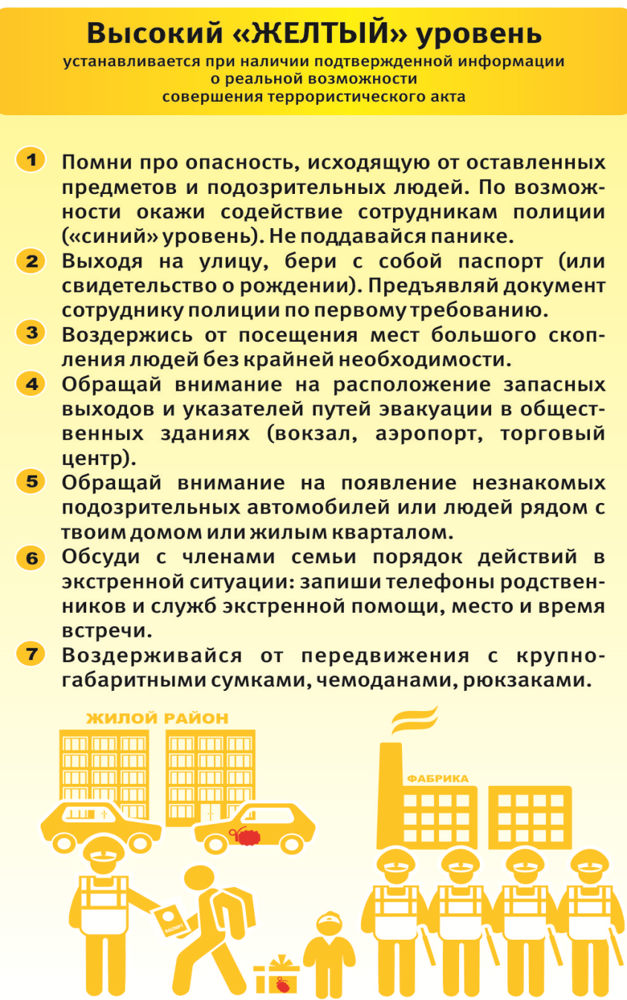 Высокий «ЖЕЛТЫЙ» уровень
устанавливается при наличии подтвержденной информации
о реальной возможности
совершения террористического акта
1 Помни про опасность, исходящую от оставленных
предметов и подозрительных людей. По возмож-
ности окажи содействие сотрудникам полиции
(«синий» уровень). Не поддавайся панике.
2 Выходя на улицу, бери с собой паспорт (или
свидетельство о рождении). Предъявляй документ
сотруднику полиции по первому требованию.
3 Воздержись от посещения мест большого скоп-
ления людей без крайней необходимости.
4 Обращай внимание на расположение запасных
выходов и указателей путей эвакуации в общест-
венных зданиях (вокзал, аэропорт, торговый
центр).
5 Обращай внимание на появление незнакомых
подозрительных автомобилей или людей рядом с
твоим домом или жилым кварталом.
6 Обсуди с членами семьи порядок действий в
экстренной ситуации: запиши телефоны родствен-
ников и служб экстренной помощи, место и время
встречи.
7 Воздерживайся от передвижения с крупно-
габаритными сумками, чемоданами, рюкзаками.
ЖИЛОЙ РАЙОН
ФАБРИКА
ПАСПОРТ